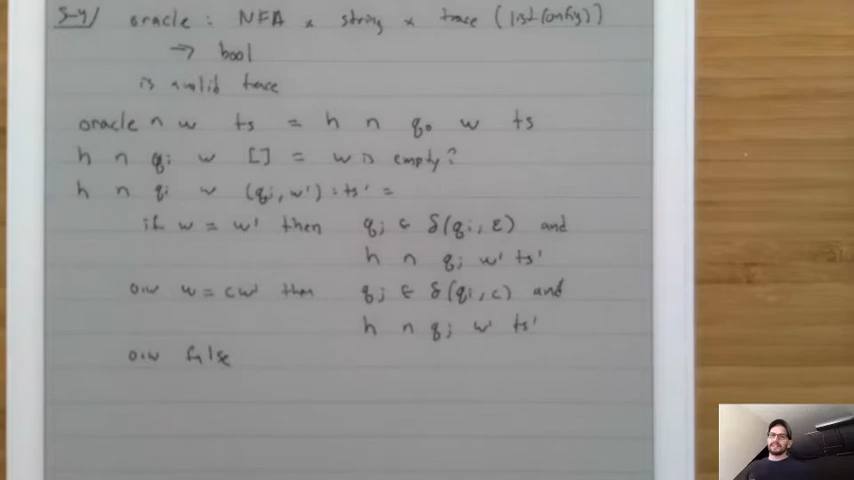 5-4/ oracle : NFA × string × trace (list(config))
→ bool
is a valid trace
oracle n w ts = h n q₀ w ts
h n qᵢ w [] = w is empty?
h n qᵢ w (qⱼ, w') :: ts' =
if w = w' then qⱼ ∈ δ(qᵢ, ε) and
h n qⱼ w' ts'
o.w w = cw' then qⱼ ∈ δ(qᵢ, c) and
h n qⱼ w' ts'
o.w false